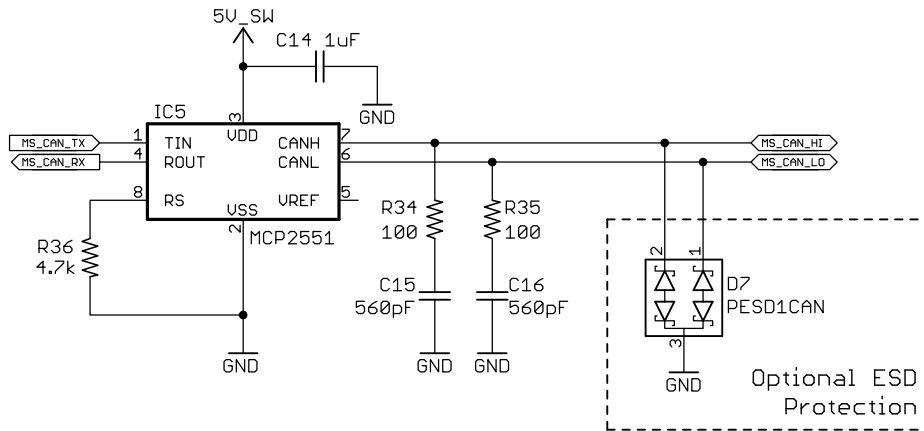 5V_SW
C14 1uF
GND
IC5
3
VDD
MS_CAN_TX
1
TIN
CANH
7
MS_CAN_HI
MS_CAN_RX
4
ROUT
CANL
6
MS_CAN_LO
8
RS
VREF
5
VSS
2
MCP2551
R36
4.7k
R34
100
R35
100
C15
560pF
C16
560pF
2
1
D7
PESD1CAN
3
GND
GND
GND
GND
Optional ESD
Protection